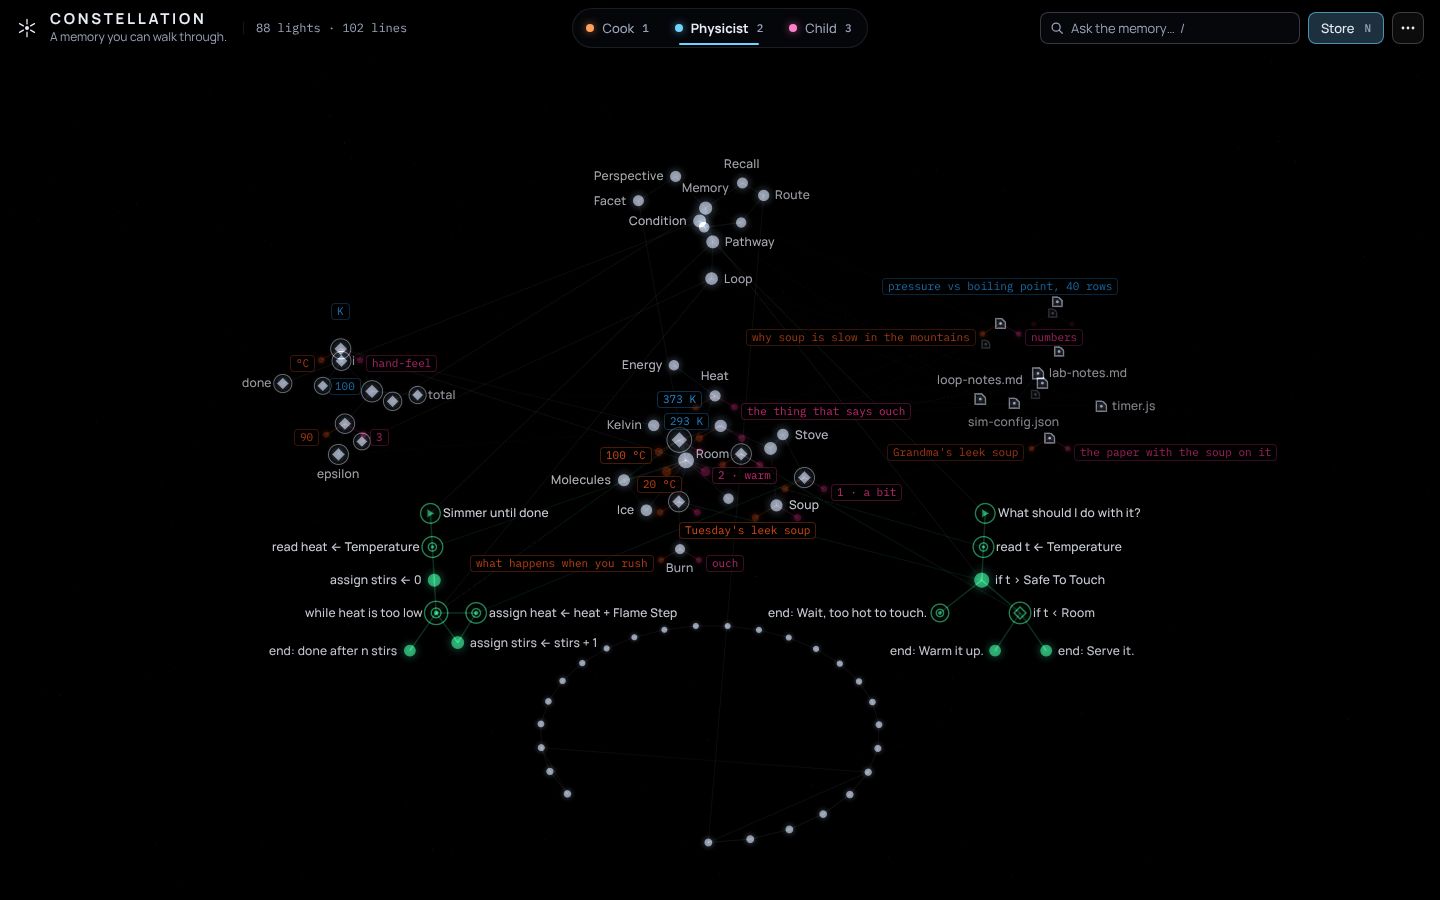 CONSTELLATION
A memory you can walk through.
88 lights · 102 lines
Cook 1
Physicist 2
Child 3
Ask the memory… /
Store N
Recall
Perspective
Memory
Facet
Route
Condition
Pathway
Loop
pressure vs boiling point, 40 rows
why soup is slow in the mountains
numbers
K
°C
i
hand-feel
done
100
total
90
3
epsilon
Energy
Heat
373 K
the thing that says ouch
293 K
Kelvin
Stove
100 °C
Room
2 · warm
Molecules
20 °C
1 · a bit
Ice
Soup
Tuesday's leek soup
what happens when you rush
Burn
ouch
loop-notes.md
lab-notes.md
timer.js
sim-config.json
Grandma's leek soup
the paper with the soup on it
Simmer until done
read heat ← Temperature
assign stirs ← 0
while heat is too low
assign heat ← heat + Flame Step
assign stirs ← stirs + 1
end: done after n stirs
What should I do with it?
read t ← Temperature
if t > Safe To Touch
end: Wait, too hot to touch.
if t < Room
end: Warm it up.
end: Serve it.